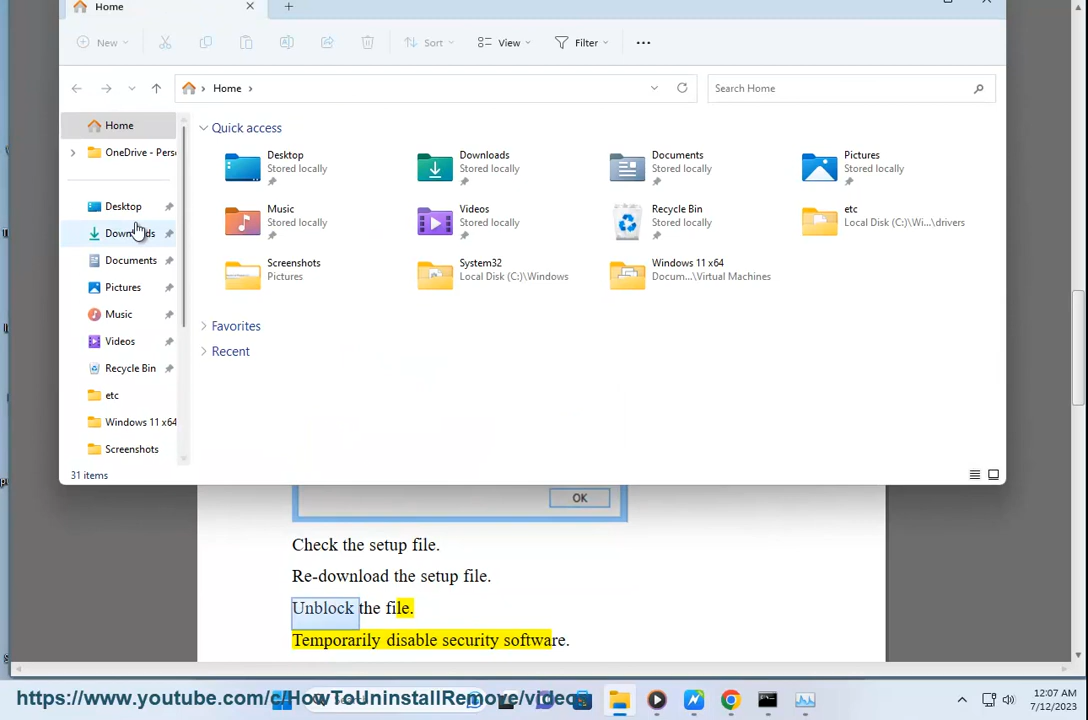 Home
New
Sort
View
Filter
Home
Search Home
Home
OneDrive - Pers
Desktop
Downloads
Documents
Pictures
Music
Videos
Recycle Bin
etc
Windows 11 x64
Screenshots
31 items
Quick access
Desktop
Stored locally
Downloads
Stored locally
Documents
Stored locally
Pictures
Stored locally
Music
Stored locally
Videos
Stored locally
Recycle Bin
Stored locally
etc
Local Disk (C:)\Wi...\drivers
Screenshots
Pictures
System32
Local Disk (C:)\Windows
Windows 11 x64
Docum...\Virtual Machines
Favorites
Recent
OK
Check the setup file.
Re-download the setup file.
Unblock the file.
Temporarily disable security software.
https://www.youtube.com/c/HowToUninstallRemove/videos
12:07 AM
7/12/2023